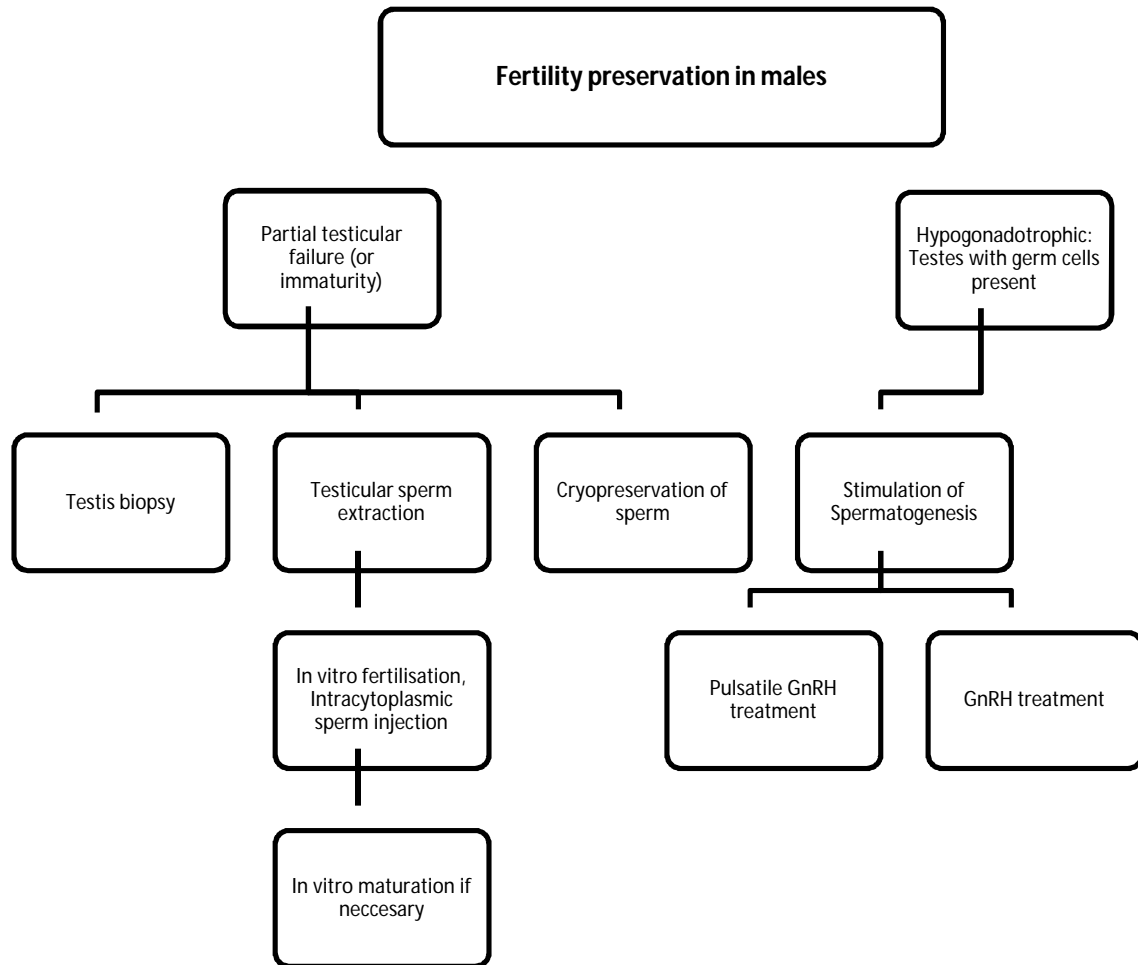 Fertility preservation in males
Partial testicular
failure (or
immaturity)
Hypogonadotrophic:
Testes with germ cells
present
Testis biopsy
Testicular sperm
extraction
Cryopreservation of
sperm
Stimulation of
Spermatogenesis
In vitro fertilisation,
Intracytoplasmic
sperm injection
Pulsatile GnRH
treatment
GnRH treatment
In vitro maturation if
neccesary